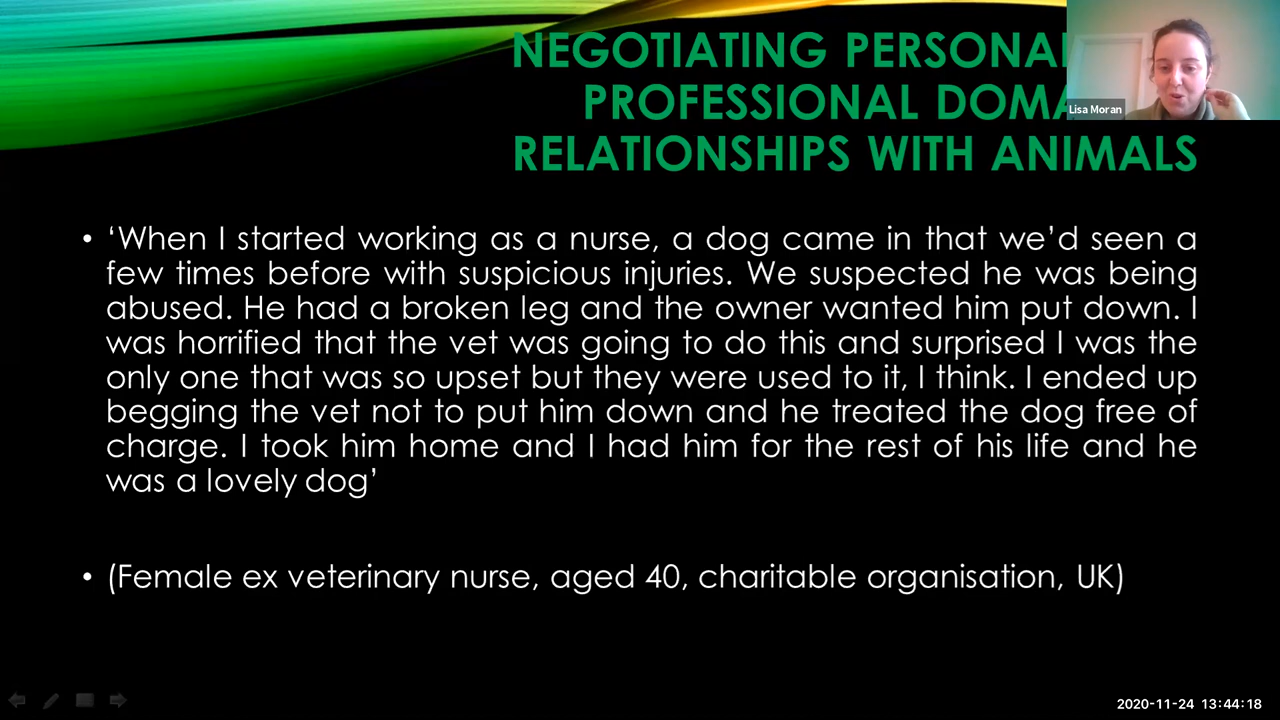 NEGOTIATING PERSONAL
PROFESSIONAL
RELATIONSHIPS WITH ANIMALS
Lisa Moran
• ‘When I started working as a nurse, a dog came in that we’d seen a
few times before with suspicious injuries. We suspected he was being
abused. He had a broken leg and the owner wanted him put down. I
was horrified that the vet was going to do this and surprised I was the
only one that was so upset but they were used to it, I think. I ended up
begging the vet not to put him down and he treated the dog free of
charge. I took him home and I had him for the rest of his life and he
was a lovely dog’
• (Female ex veterinary nurse, aged 40, charitable organisation, UK)
2020-11-24 13:44:18